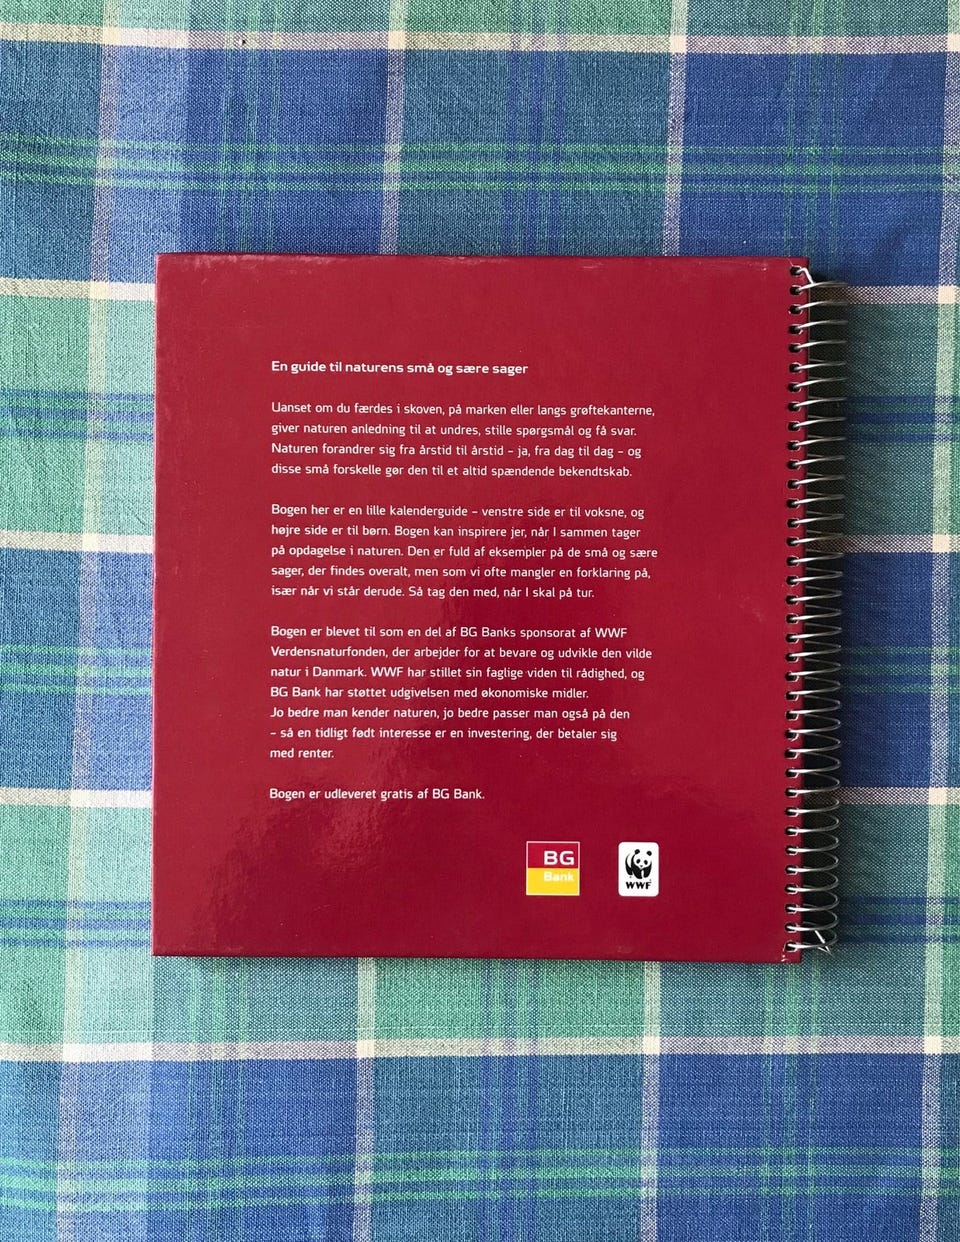 En guide til naturens små og sære sager
Uanset om du færdes i skoven, på marken eller langs grøftekanterne,
giver naturen anledning til at undres, stille spørgsmål og få svar.
Naturen forandrer sig fra årstid til årstid – ja, fra dag til dag – og
disse små forskelle gør den til et altid spændende bekendtskab.
Bogen her er en lille kalenderguide – venstre side er til voksne, og
højre side er til børn. Bogen kan inspirere jer, når I sammen tager
på opdagelse i naturen. Den er fuld af eksempler på de små og sære
sager, der findes overalt, men som vi ofte mangler en forklaring på,
især når vi står derude. Så tag den med, når I skal på tur.
Bogen er blevet til som en del af BG Banks sponsorat af WWF
Verdensnaturfonden, der arbejder for at bevare og udvikle den vilde
natur i Danmark. WWF har stillet sin faglige viden til rådighed, og
BG Bank har støttet udgivelsen med økonomiske midler.
Jo bedre man kender naturen, jo bedre passer man også på den
– så en tidligt født interesse er en investering, der betaler sig
med renter.
Bogen er udleveret gratis af BG Bank.
BG
Bank
WWF